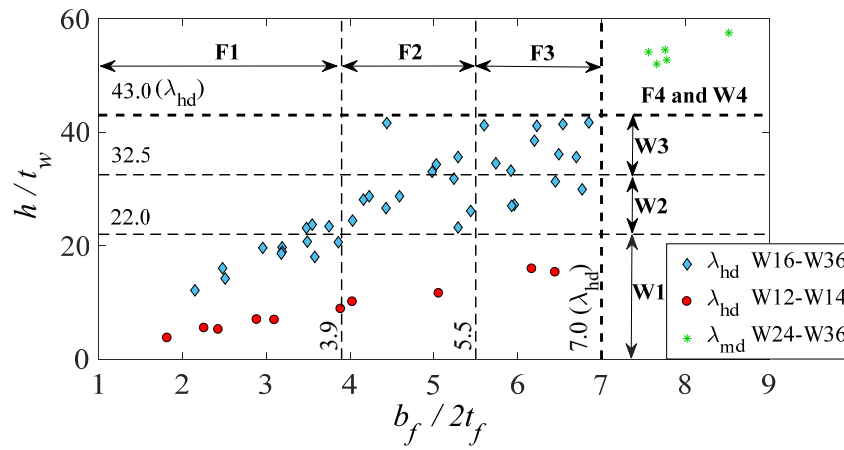 60
F1
F2
F3
43.0 (λhd)
F4 and W4
40
W3
32.5
W2
22.0
20
W1
λhd W16-W36
λhd W12-W14
λmd W24-W36
3.9
5.5
7.0 (λhd)
0
1 2 3 4 5 6 7 8 9
h / tw
bf / 2tf